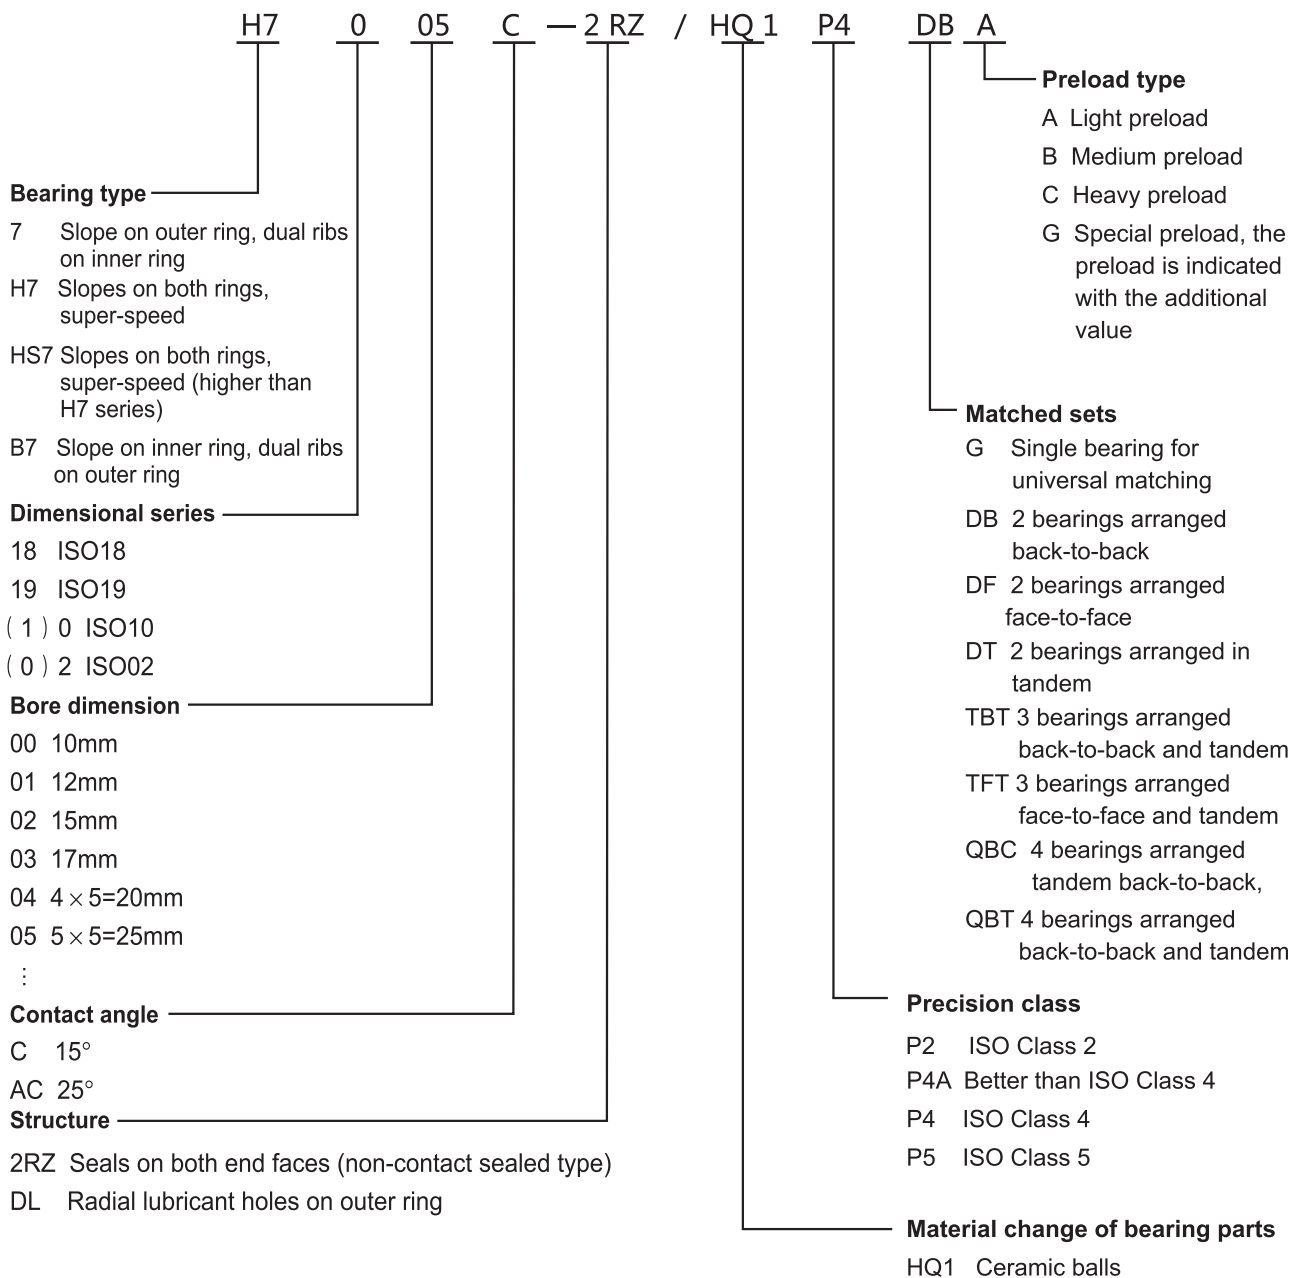 H7 0 05 C — 2 RZ / HQ 1 P4 DB A
Preload type
A Light preload
B Medium preload
C Heavy preload
G Special preload, the
preload is indicated
with the additional
value
Bearing type
7 Slope on outer ring, dual ribs
on inner ring
H7 Slopes on both rings,
super-speed
HS7 Slopes on both rings,
super-speed (higher than
H7 series)
B7 Slope on inner ring, dual ribs
on outer ring
Dimensional series
18 ISO18
19 ISO19
(1) 0 ISO10
(0) 2 ISO02
Bore dimension
00 10mm
01 12mm
02 15mm
03 17mm
04 4×5=20mm
05 5×5=25mm
⋮
Contact angle
C 15°
AC 25°
Structure
2RZ Seals on both end faces (non-contact sealed type)
DL Radial lubricant holes on outer ring
Matched sets
G Single bearing for
universal matching
DB 2 bearings arranged
back-to-back
DF 2 bearings arranged
face-to-face
DT 2 bearings arranged in
tandem
TBT 3 bearings arranged
back-to-back and tandem
TFT 3 bearings arranged
face-to-face and tandem
QBC 4 bearings arranged
tandem back-to-back,
QBT 4 bearings arranged
back-to-back and tandem
Precision class
P2 ISO Class 2
P4A Better than ISO Class 4
P4 ISO Class 4
P5 ISO Class 5
Material change of bearing parts
HQ1 Ceramic balls